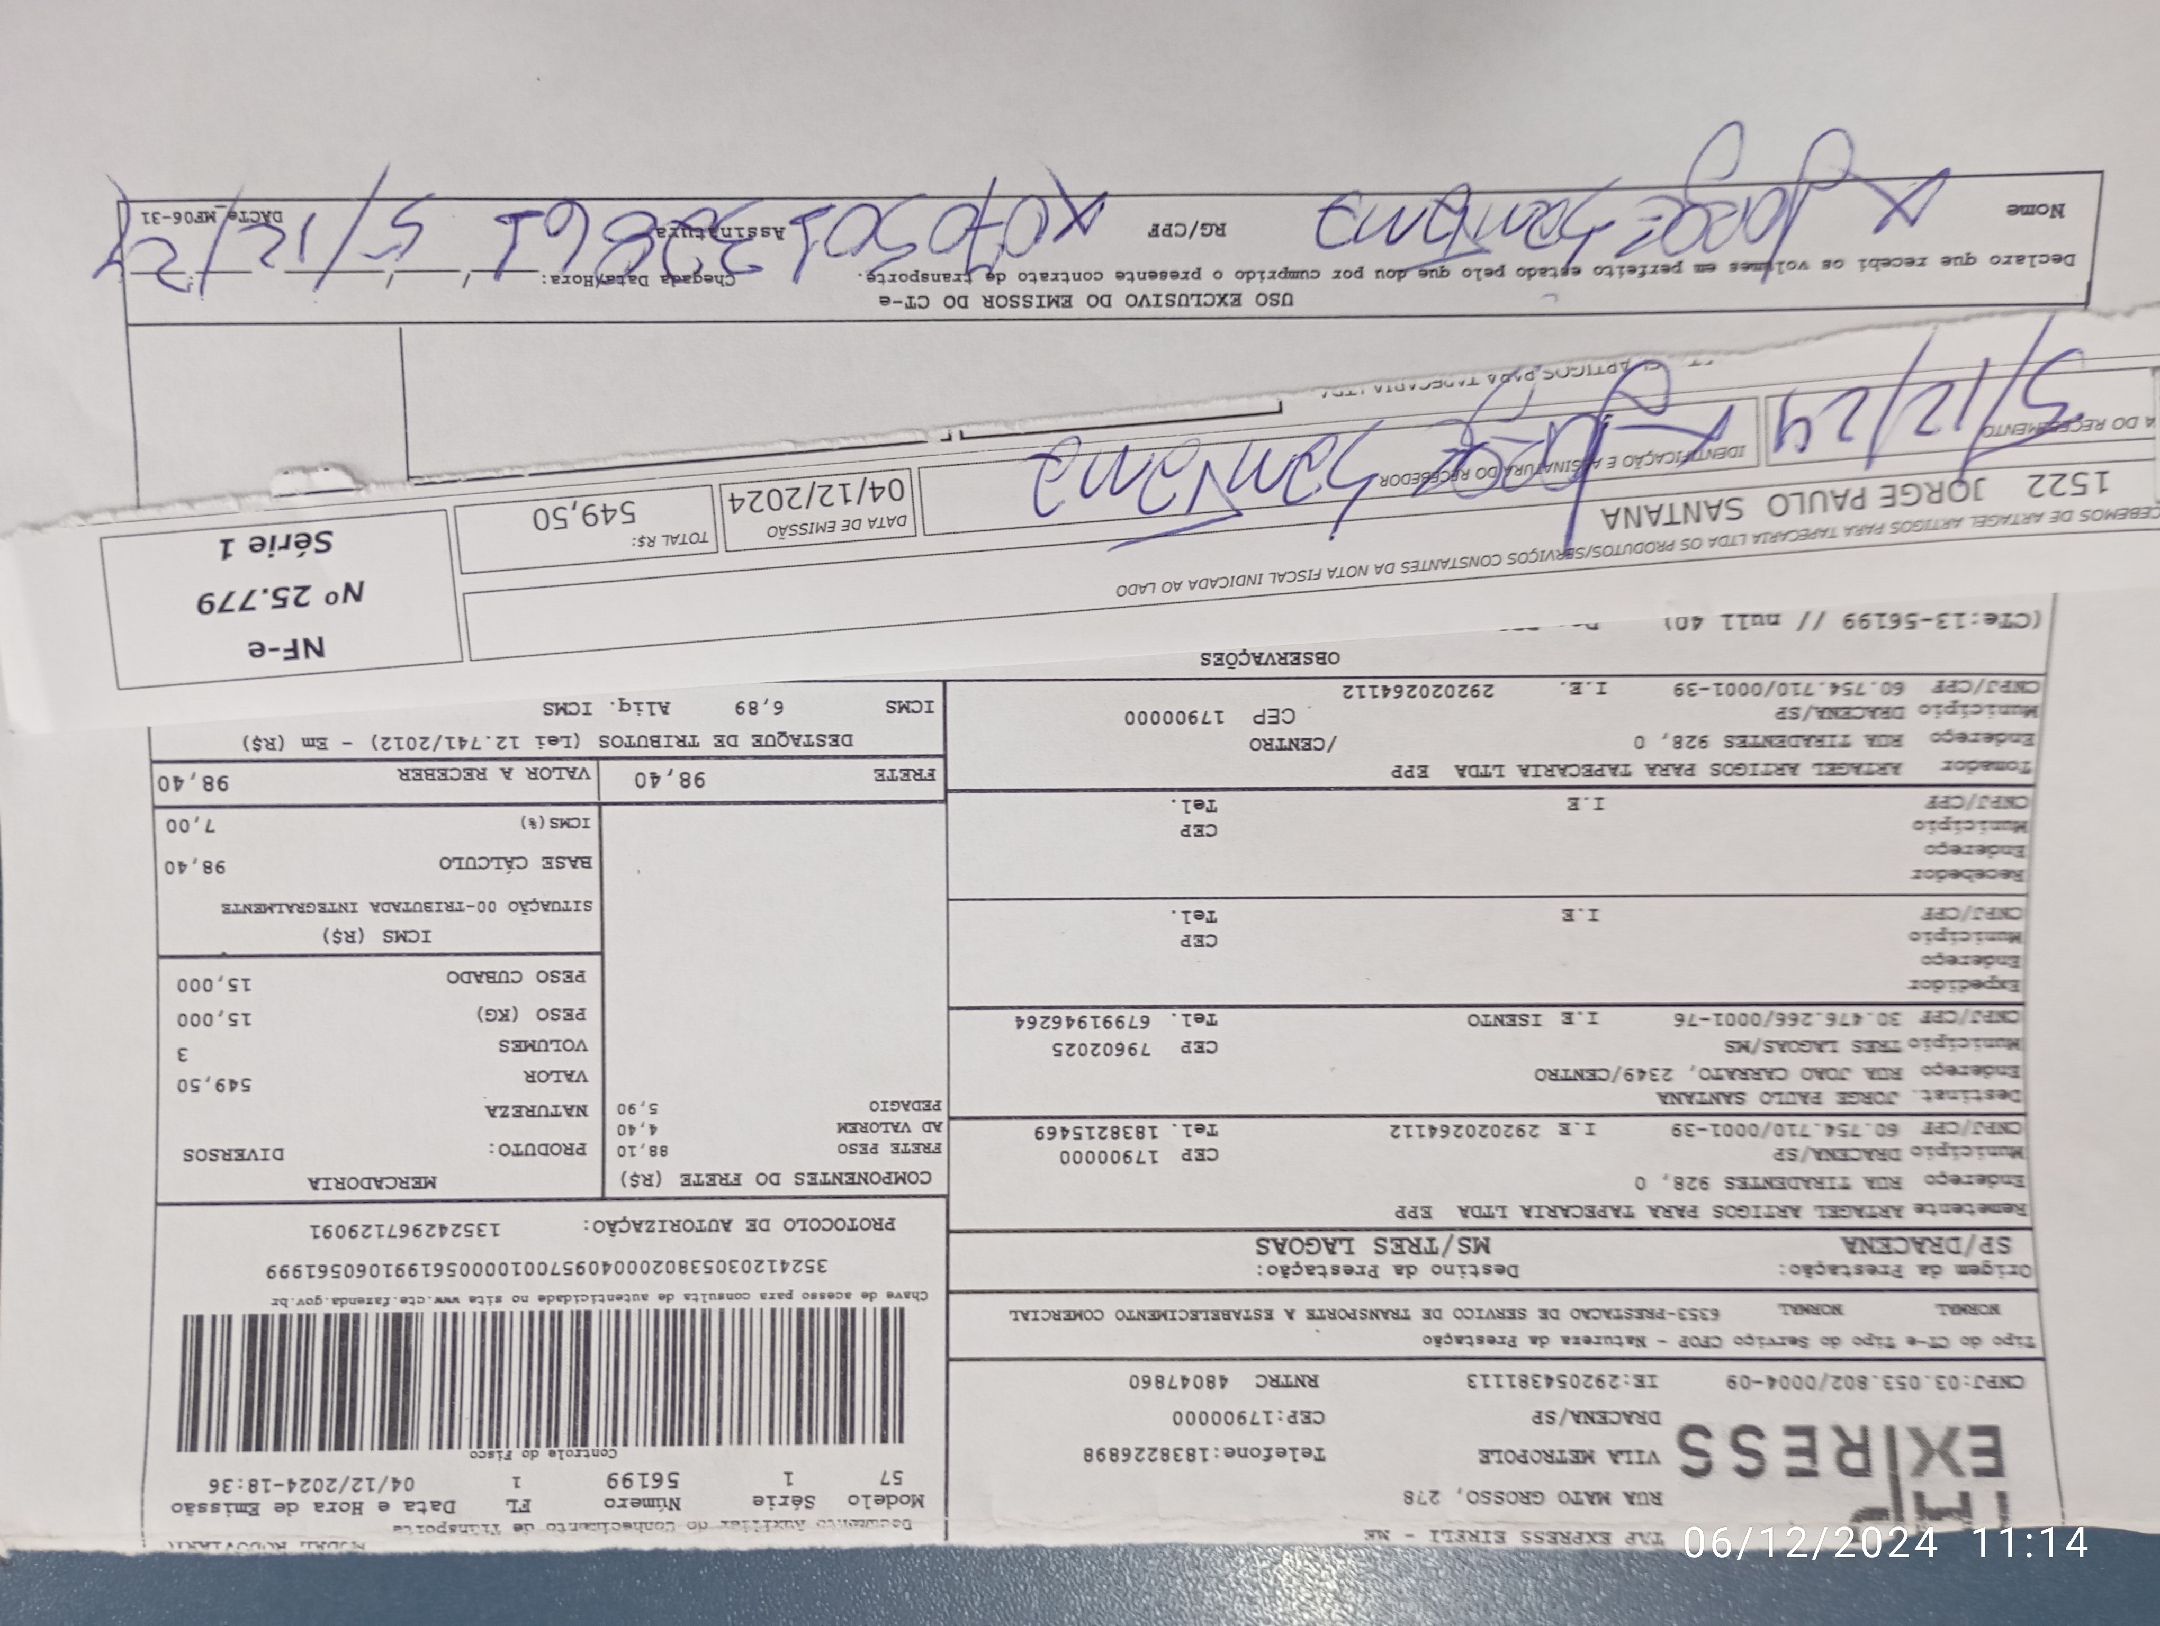 TAP EXPRESS EIRELI - ME
EXPRESS
RUA MATO GROSSO, 278
VILA METROPOLE Telefone:1838226898
DRACENA/SP CEP:17900000
CNPJ:03.053.802/0004-09 IE:292054381113 RNTRC 48047860
MODAL RODOVIARIO
Documento Auxiliar do Conhecimento de Transporte
Modelo Série Número FL Data e Hora de Emissão
57 1 56199 1 04/12/2024-18:36
Controle do Fisco
Chave de acesso para consulta de autenticidade no site www.cte.fazenda.gov.br
PROTOCOLO DE AUTORIZAÇÃO: 135242967129091
Tipo do CT-e Tipo do Serviço CFOP - Natureza da Prestação
NORMAL NORMAL 6353-PRESTACAO DE SERVICO DE TRANSPORTE A ESTABELECIMENTO COMERCIAL
Origem da Prestação: Destino da Prestação:
SP/DRACENA MS/TRES LAGOAS
Remetente ARTAGEL ARTIGOS PARA TAPECARIA LTDA EPP
Endereço RUA TIRADENTES 928, 0
Município DRACENA/SP CEP 17900000
CNPJ/CPF 60.754.710/0001-39 I.E 292020264112 Tel. 1838215469
Destinat. JORGE PAULO SANTANA
Endereço RUA JOAO CARRATO, 2349/CENTRO
Município TRES LAGOAS/MS CEP 79602025
CNPJ/CPF 30.476.266/0001-76 I.E ISENTO Tel. 67991946264
Expedidor
Endereço
Município CEP
CNPJ/CPF I.E Tel.
Recebedor
Endereço
Município CEP
CNPJ/CPF I.E Tel.
Tomador ARTAGEL ARTIGOS PARA TAPECARIA LTDA EPP
Endereço RUA TIRADENTES 928, 0 /CENTRO
Município DRACENA/SP CEP 17900000
CNPJ/CPF 60.754.710/0001-39 I.E. 292020264112
COMPONENTES DO FRETE (R$)
FRETE PESO 88,10
AD VALOREM 4,40
PEDAGIO 5,90
MERCADORIA
PRODUTO: DIVERSOS
NATUREZA
VALOR 549,50
VOLUMES 3
PESO (KG) 15,000
PESO CUBADO 15,000
ICMS (R$)
SITUAÇÃO 00-TRIBUTADA INTEGRALMENTE
BASE CÁLCULO 98,40
ICMS(%) 7,00
FRETE 98,40 VALOR A RECEBER 98,40
DESTAQUE DE TRIBUTOS (Lei 12.741/2012) - Em (R$)
ICMS 6,89 Aliq. ICMS
OBSERVAÇÕES
(CTe:13-56199 // null 40)
CEBEMOS DE ARTAGEL ARTIGOS PARA TAPECARIA LTDA OS PRODUTOS/SERVIÇOS CONSTANTES DA NOTA FISCAL INDICADA AO LADO
1522 JORGE PAULO SANTANA
A DO RECEBIMENTO IDENTIFICAÇÃO E ASSINATURA DO RECEBEDOR
5/12/24 X Jorge Santana
DATA DE EMISSÃO
04/12/2024
TOTAL R$:
549,50
NF-e
Nº 25.779
Série 1
ARTIGOS PARA TAPECARIA LTDA
USO EXCLUSIVO DO EMISSOR DO CT-e
Declaro que recebi os volumes em perfeito estado pelo que dou por cumprido o presente contrato de transporte.
Chegada Data/Hora:
Nome X Jorge Santana RG/CPF
Assinatura
5/12/24
DACTe_MF06-31
06/12/2024 11:14